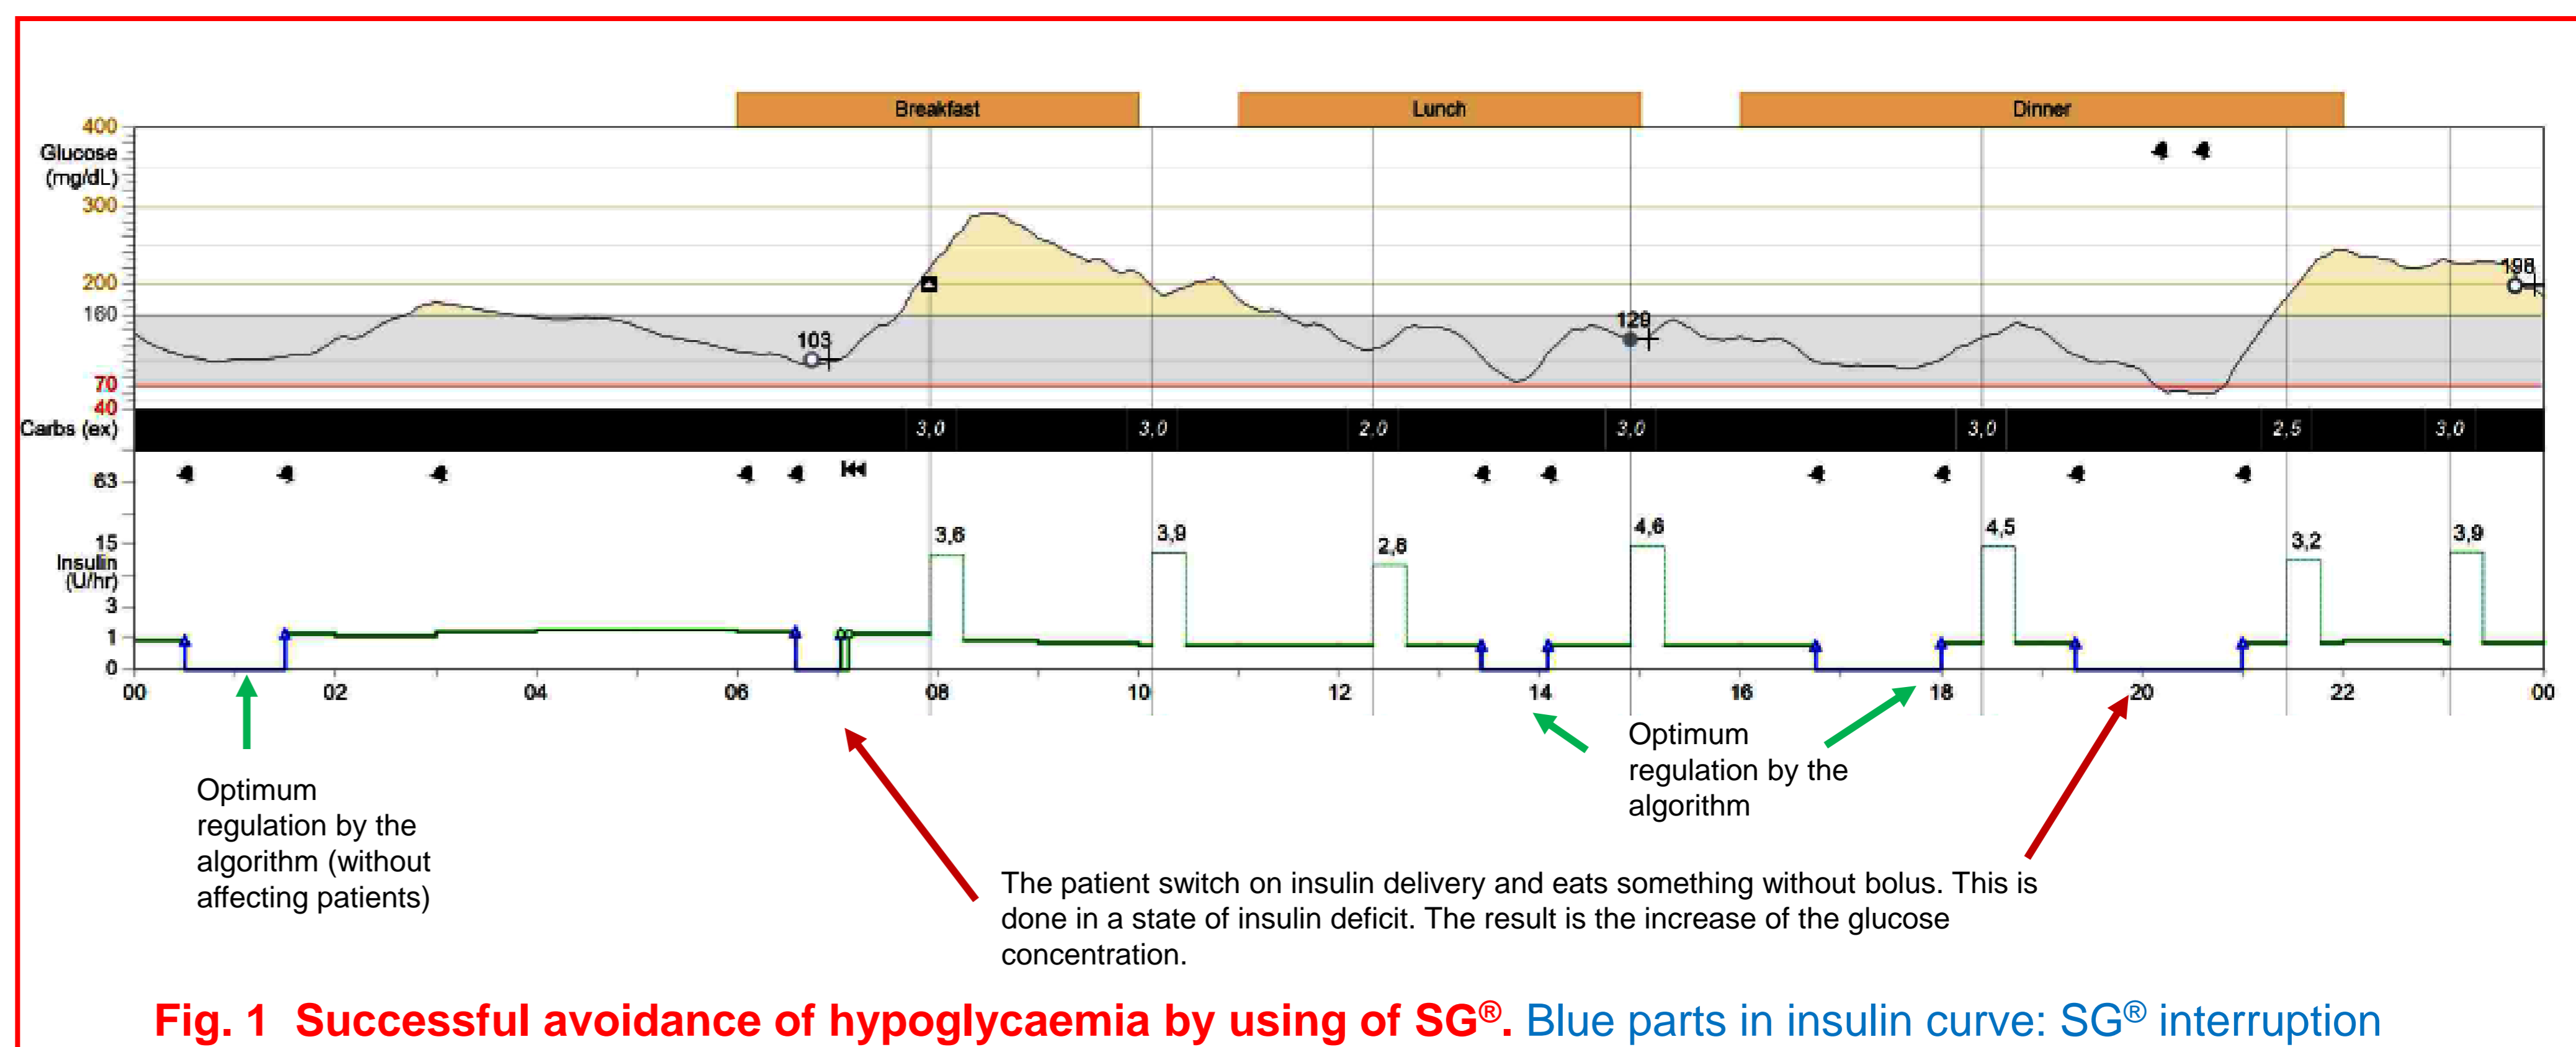 Breakfast Lunch Dinner
400
Glucose
(mg/dL)
300
200
198
160
129
103
70
40
Carbs (ex) 3,0 3,0 2,0 3,0 3,0 2,5 3,0
63
3,6 3,9 2,6 4,6 4,5 3,2 3,9
15
Insulin
(U/hr)
3
1
0
00 02 04 06 08 10 12 14 16 18 20 22 00
Optimum
regulation by the
algorithm (without
affecting patients)
Optimum
regulation by the
algorithm
The patient switch on insulin delivery and eats something without bolus. This is
done in a state of insulin deficit. The result is the increase of the glucose
concentration.
Fig. 1 Successful avoidance of hypoglycaemia by using of SG®. Blue parts in insulin curve: SG® interruption